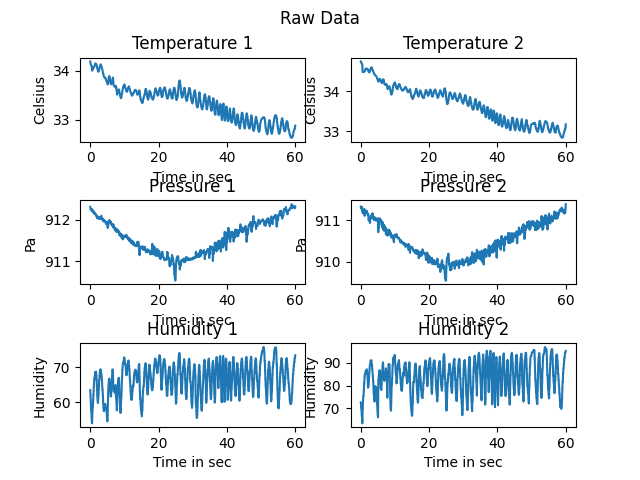 Raw Data
Temperature 1
Temperature 2
Celsius
34
33
0
20
40
60
Time in sec
Celsius
34
33
0
20
40
60
Time in sec
Pressure 1
Pressure 2
Pa
912
911
0
20
40
60
Time in sec
Pa
911
910
0
20
40
60
Time in sec
Humidity 1
Humidity 2
Humidity
70
60
0
20
40
60
Time in sec
Humidity
90
80
70
0
20
40
60
Time in sec